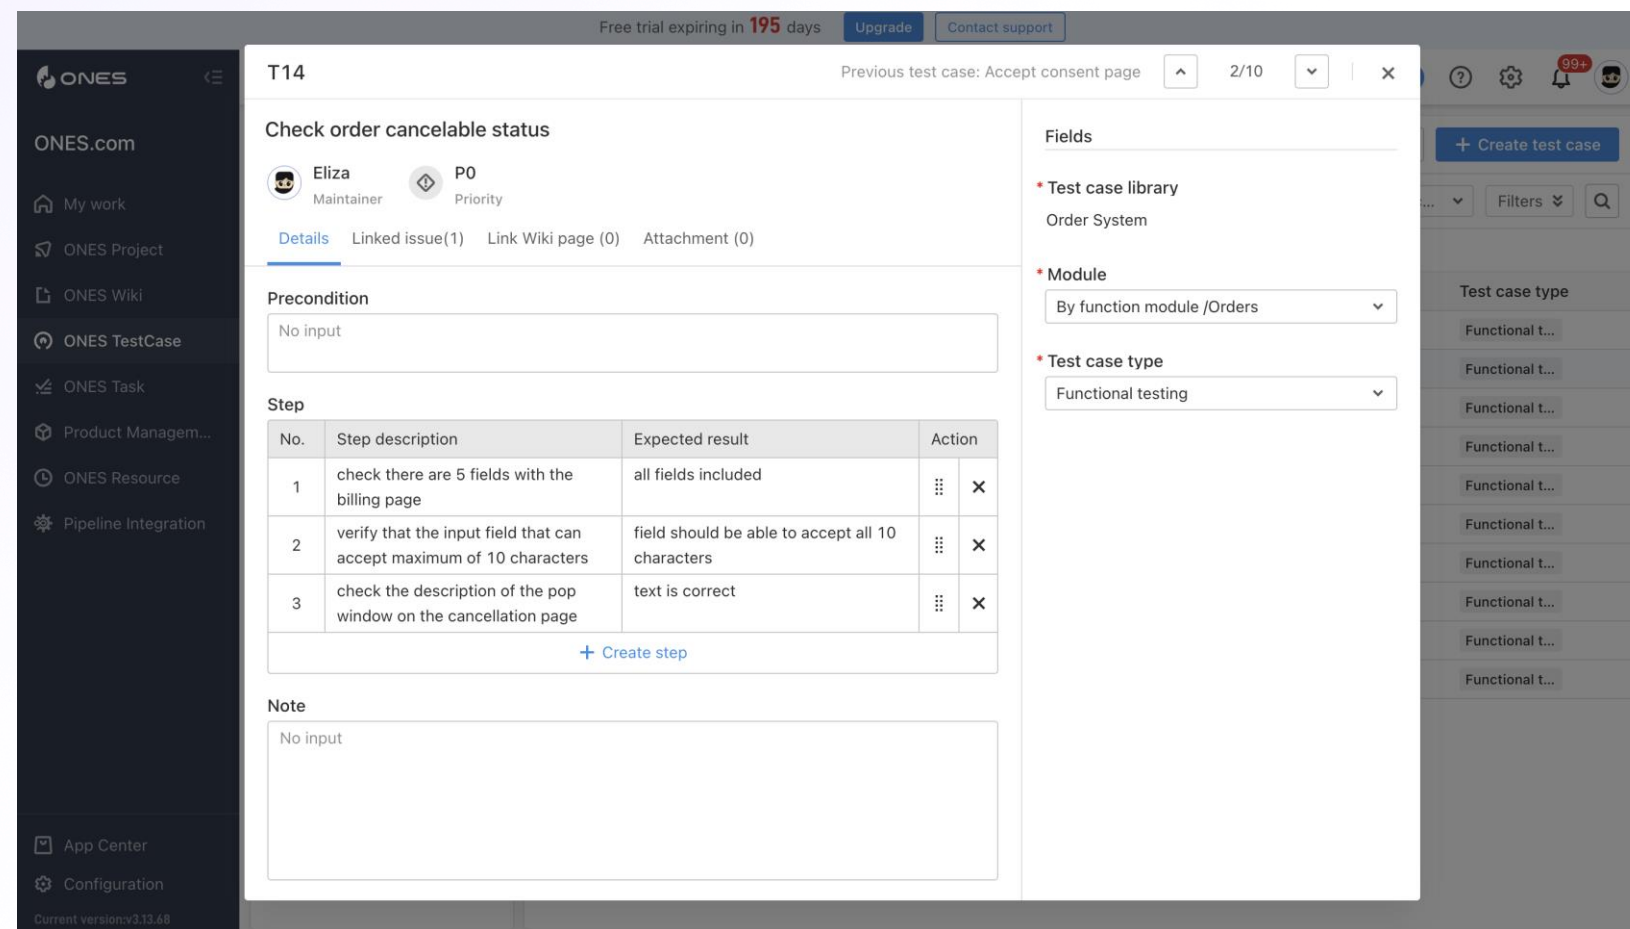 Free trial expiring in 195 days Upgrade Contact support
ONES
T14 Previous test case: Accept consent page 2/10
99+
ONES.com
My work
ONES Project
ONES Wiki
ONES TestCase
ONES Task
Product Managem...
ONES Resource
Pipeline Integration
App Center
Configuration
Current version:v3.13.68
Check order cancelable status
Eliza
Maintainer
P0
Priority
Details Linked issue(1) Link Wiki page (0) Attachment (0)
Precondition
No input
Step
No. Step description Expected result Action
1 check there are 5 fields with the
billing page
all fields included
2 verify that the input field that can
accept maximum of 10 characters
field should be able to accept all 10
characters
3 check the description of the pop
window on the cancellation page
text is correct
+ Create step
Note
No input
Fields
* Test case library
Order System
* Module
By function module /Orders
* Test case type
Functional testing
+ Create test case
Filters
Test case type
Functional t...
Functional t...
Functional t...
Functional t...
Functional t...
Functional t...
Functional t...
Functional t...
Functional t...
Functional t...